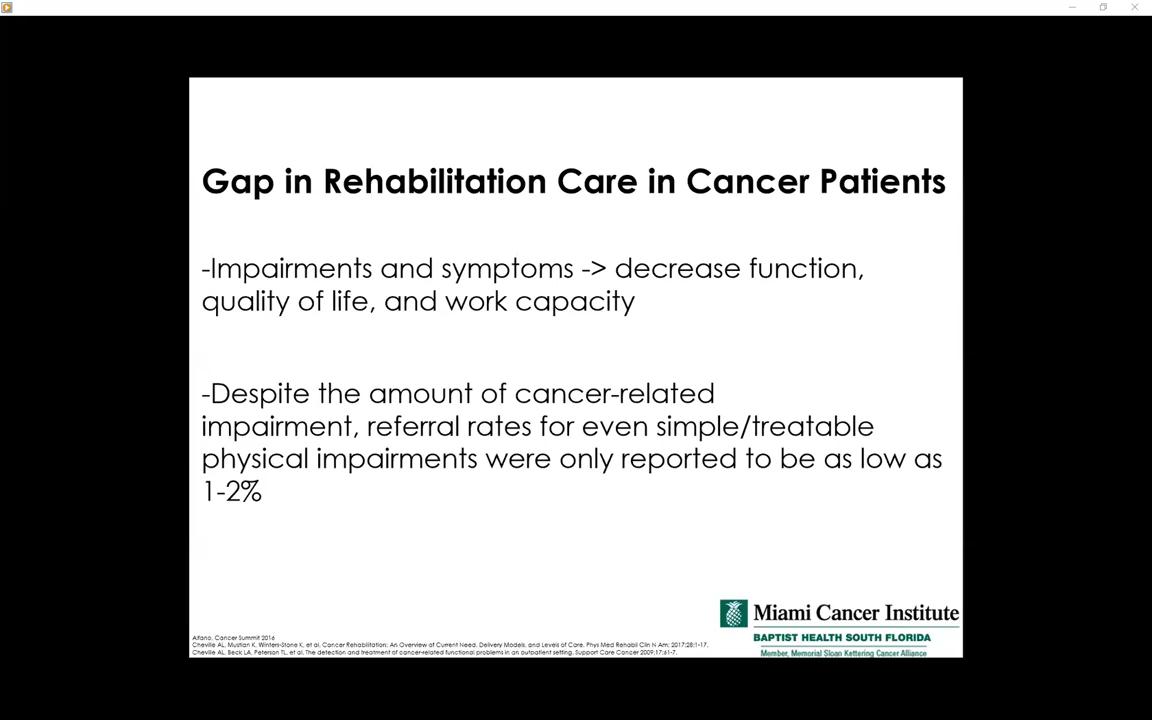 Gap in Rehabilitation Care in Cancer Patients
-Impairments and symptoms -> decrease function,
quality of life, and work capacity
-Despite the amount of cancer-related
impairment, referral rates for even simple/treatable
physical impairments were only reported to be as low as
1-2%
Miami Cancer Institute
BAPTIST HEALTH SOUTH FLORIDA
Member, Memorial Sloan Kettering Cancer Alliance
Alfano, Cancer Summit 2016
Cheville AL, Mustian K, Winters-Stone K, et al. Cancer Rehabilitation: An Overview of Current Need, Delivery Models, and Levels of Care. Phys Med Rehabil Clin N Am; 2017;28:1-17.
Cheville AL, Beck LA, Peterson TL, et al. The detection and treatment of cancer-related functional problems in an outpatient setting. Support Care Cancer 2009;17:61-7.